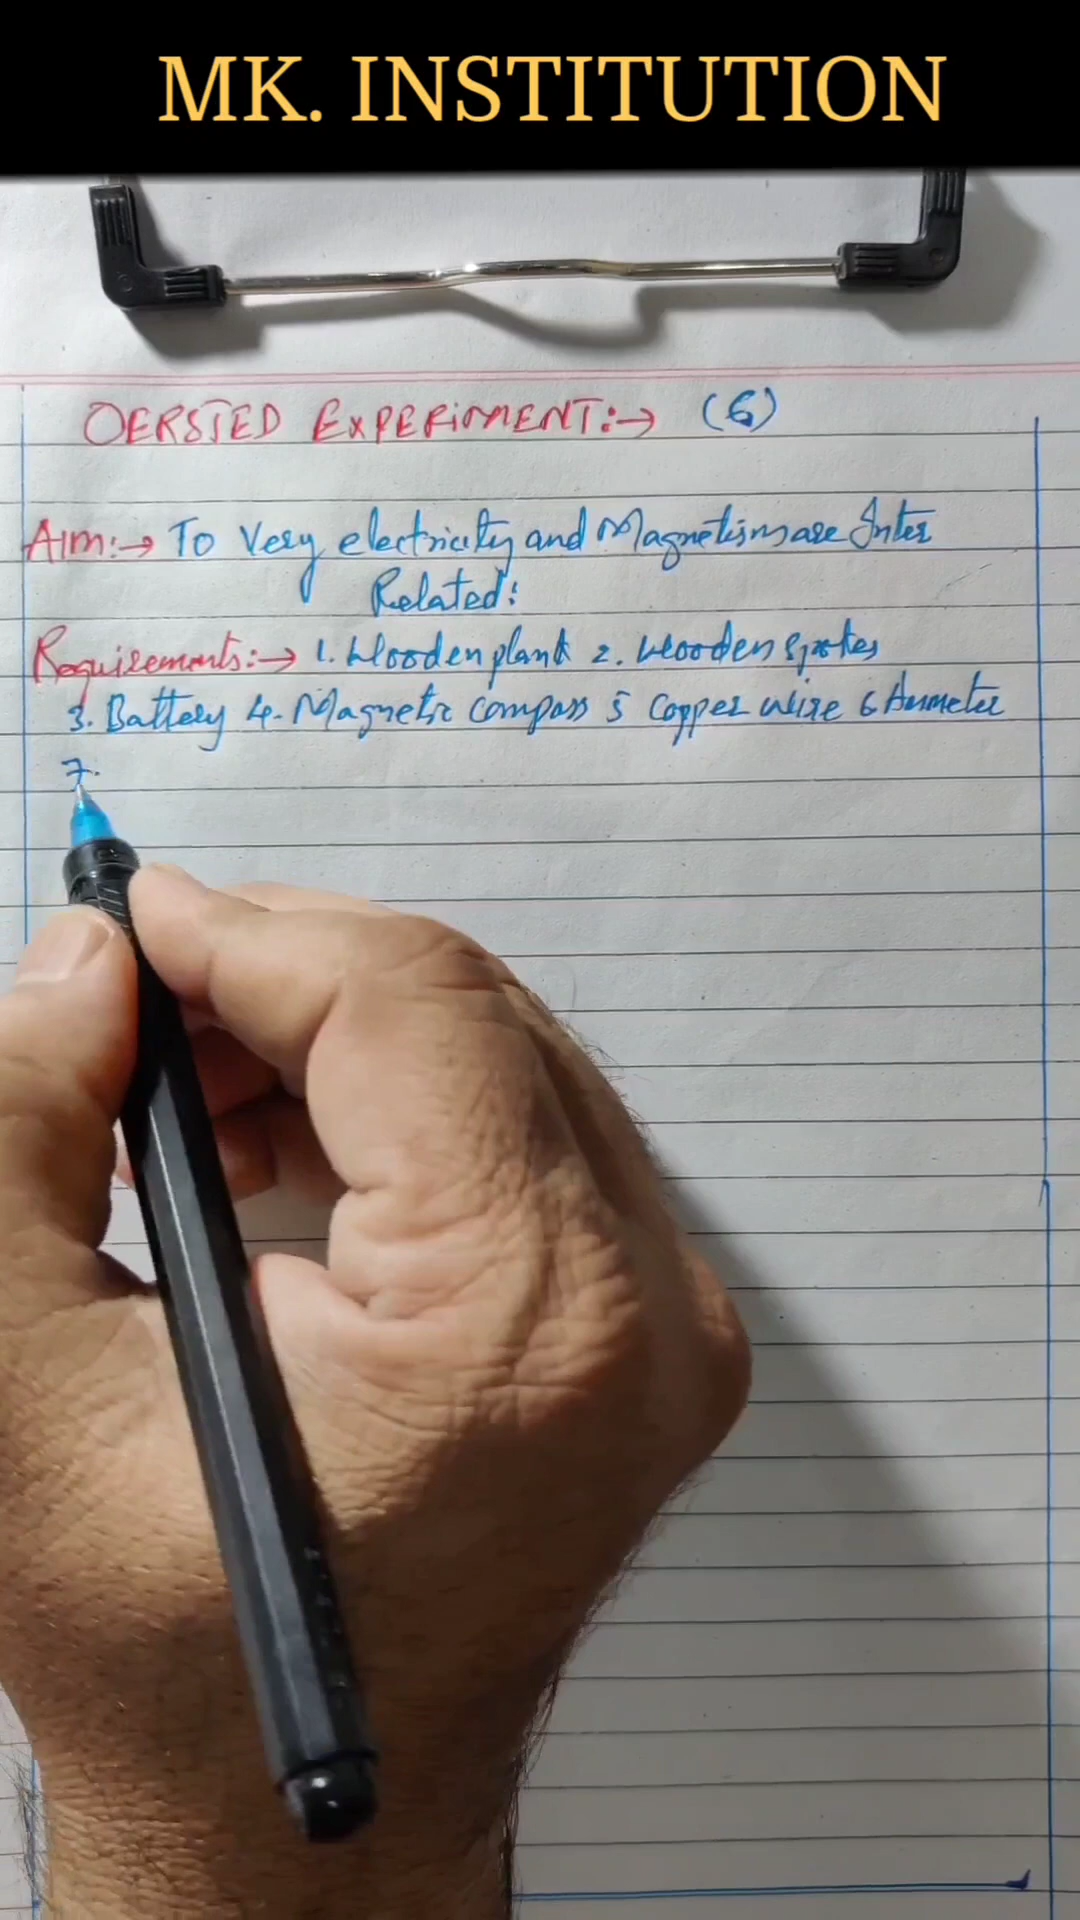 MK. INSTITUTION
OERSTED EXPERIMENT:→ (6)
AIM:→ To Very electricity and Magnetism are Inter
Related:
Requirements:→ 1. Wooden plank 2. Wooden spokes
3. Battery 4. Magnetic compass 5 Copper wire 6 Ammeter
7.